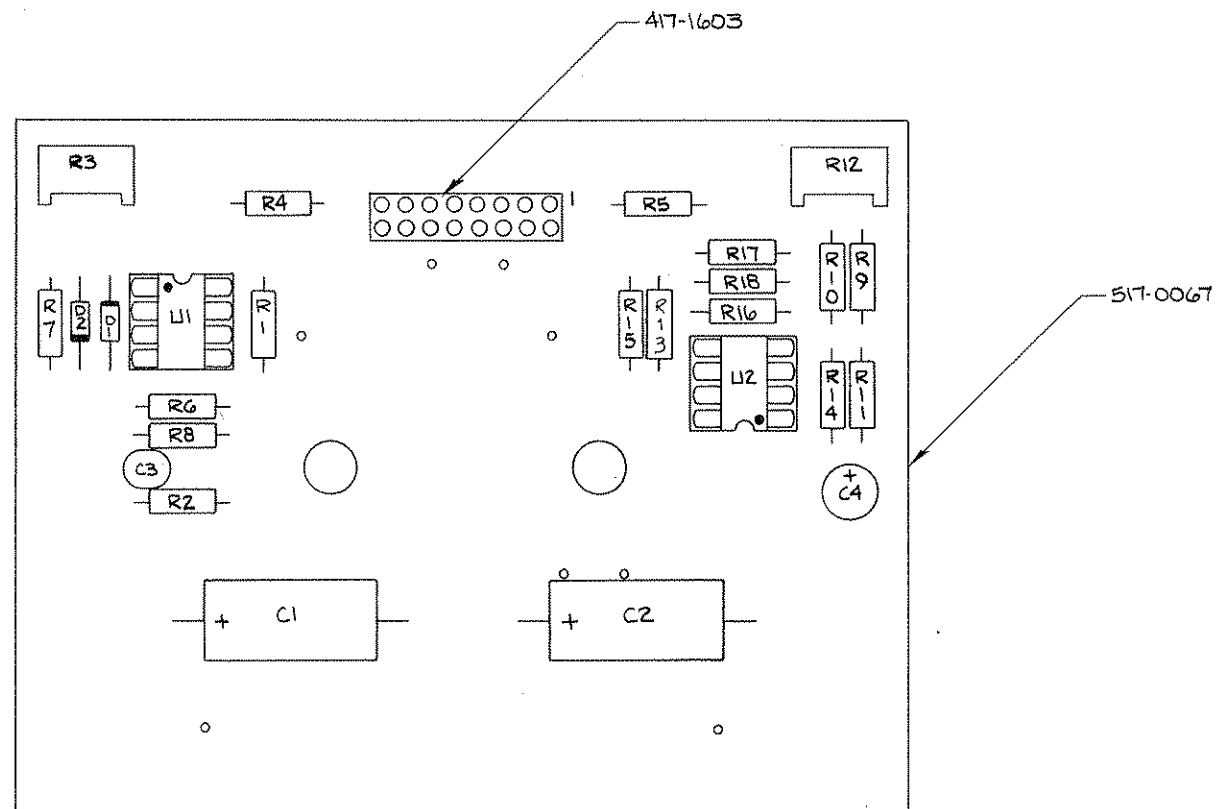 417-1603
R3
R12
R4
1
R5
R17
R10
R9
517-0067
R7
D2
D1
U1
R1
R15
R13
R18
R16
U2
R14
R11
R6
R8
C3
R2
+
C4
+
C1
+
C2